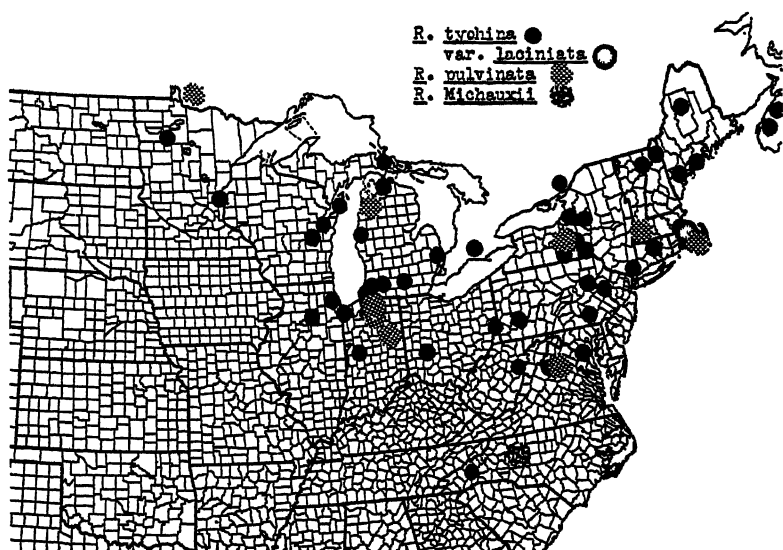 R. tychina
var. laciniata
R. pulvinata
R. Michauxii